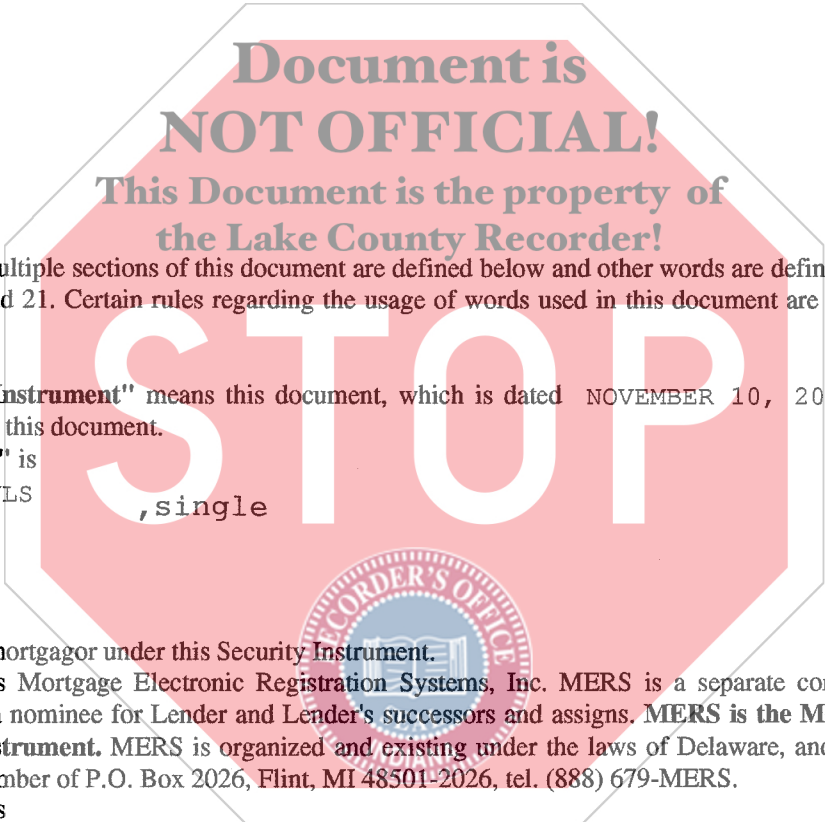 Document is
NOT OFFICIAL!
This Document is the property of
the Lake County Recorder!
ultiple sections of this document are defined below and other words are defin
d 21. Certain rules regarding the usage of words used in this document are
STOP
Instrument" means this document, which is dated NOVEMBER 10, 20
this document.
" is
LS
,single
RECORDER'S OFFICE
mortgagor under this Security Instrument.
s Mortgage Electronic Registration Systems, Inc. MERS is a separate co
nominee for Lender and Lender's successors and assigns. MERS is the M
strument. MERS is organized and existing under the laws of Delaware, and
mber of P.O. Box 2026, Flint, MI 48501-2026, tel. (888) 679-MERS.
INDIANA
s